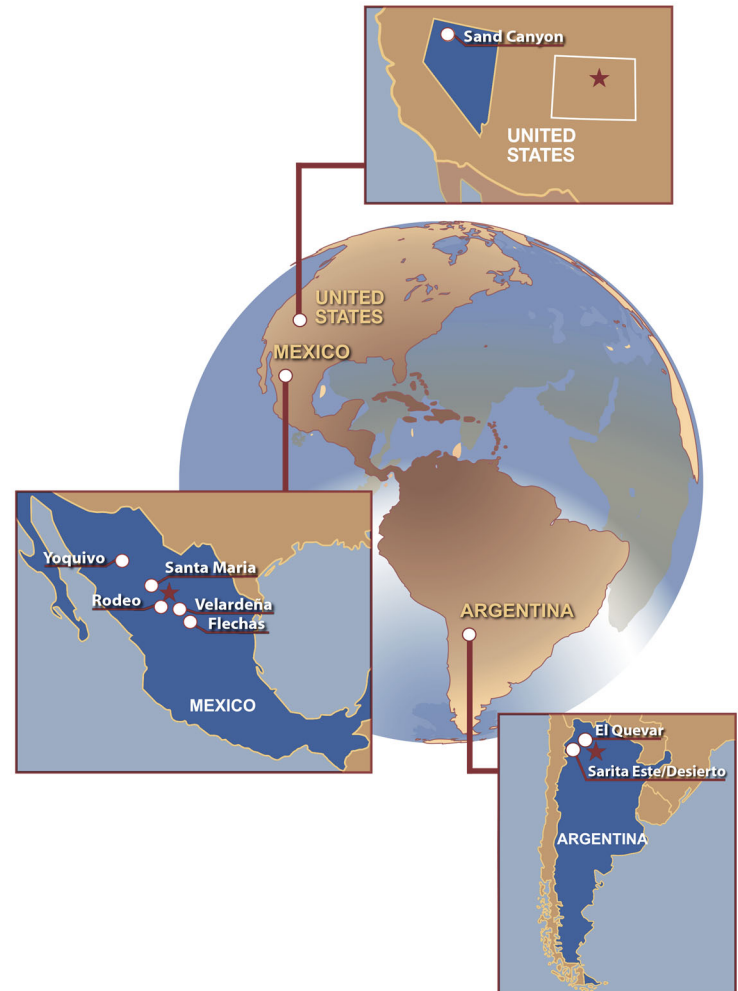 Sand Canyon
UNITED
STATES
UNITED
STATES
MEXICO
Yoquivo
Santa Maria
Rodeo
Velardeña
Flechas
MEXICO
ARGENTINA
El Quevar
Sarita Este/Desierto
ARGENTINA